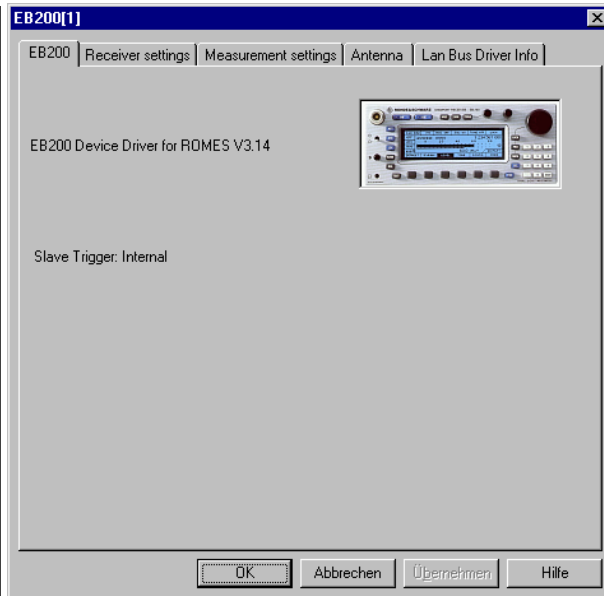 EB200[1]
EB200 Receiver settings Measurement settings Antenna Lan Bus Driver Info
EB200 Device Driver for ROMES V3.14
Slave Trigger: Internal
OK Abbrechen Übernehmen Hilfe